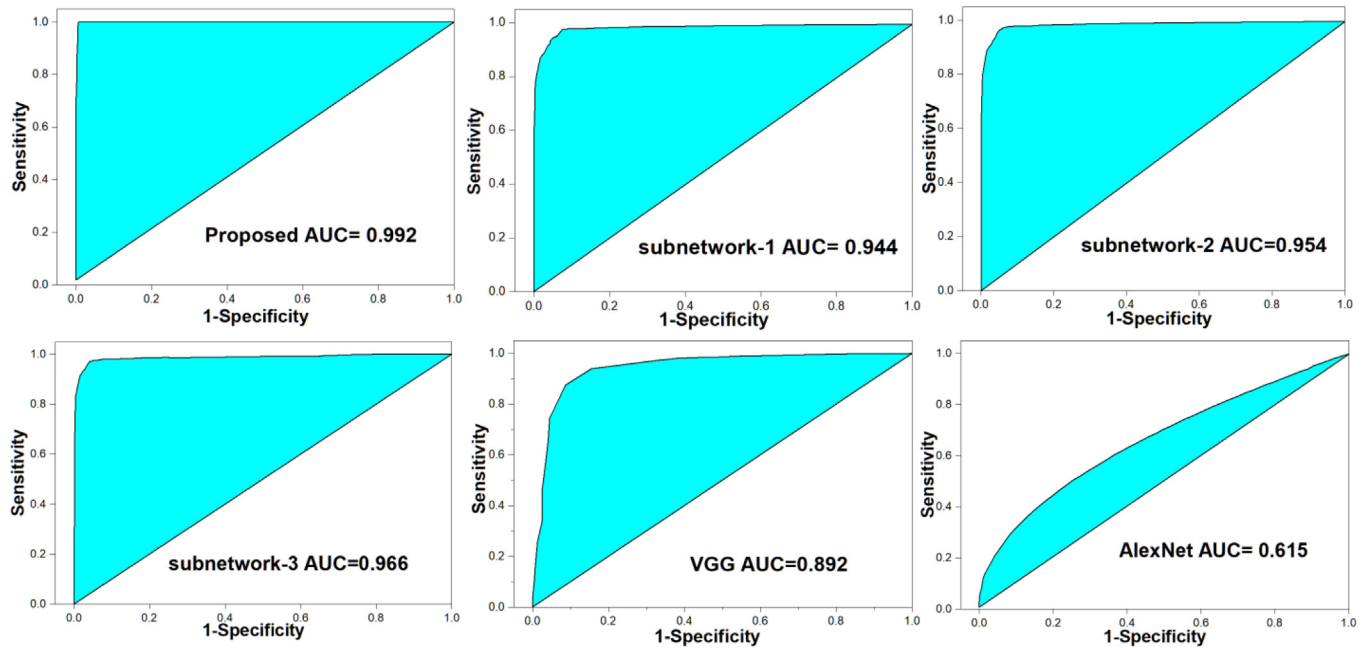 1.0
0.8
0.6
0.4
0.2
0.0
Sensitivity
Proposed AUC= 0.992
0.0 0.2 0.4 0.6 0.8 1.0
1-Specificity
1.0
0.8
0.6
0.4
0.2
0.0
Sensitivity
subnetwork-1 AUC= 0.944
0.0 0.2 0.4 0.6 0.8 1.0
1-Specificity
1.0
0.8
0.6
0.4
0.2
0.0
Sensitivity
subnetwork-2 AUC=0.954
0.0 0.2 0.4 0.6 0.8 1.0
1-Specificity
1.0
0.8
0.6
0.4
0.2
0.0
Sensitivity
subnetwork-3 AUC=0.966
0.0 0.2 0.4 0.6 0.8 1.0
1-Specificity
1.0
0.8
0.6
0.4
0.2
0.0
Sensitivity
VGG AUC=0.892
0.0 0.2 0.4 0.6 0.8 1.0
1-Specificity
1.0
0.8
0.6
0.4
0.2
0.0
Sensitivity
AlexNet AUC= 0.615
0.0 0.2 0.4 0.6 0.8 1.0
1-Specificity